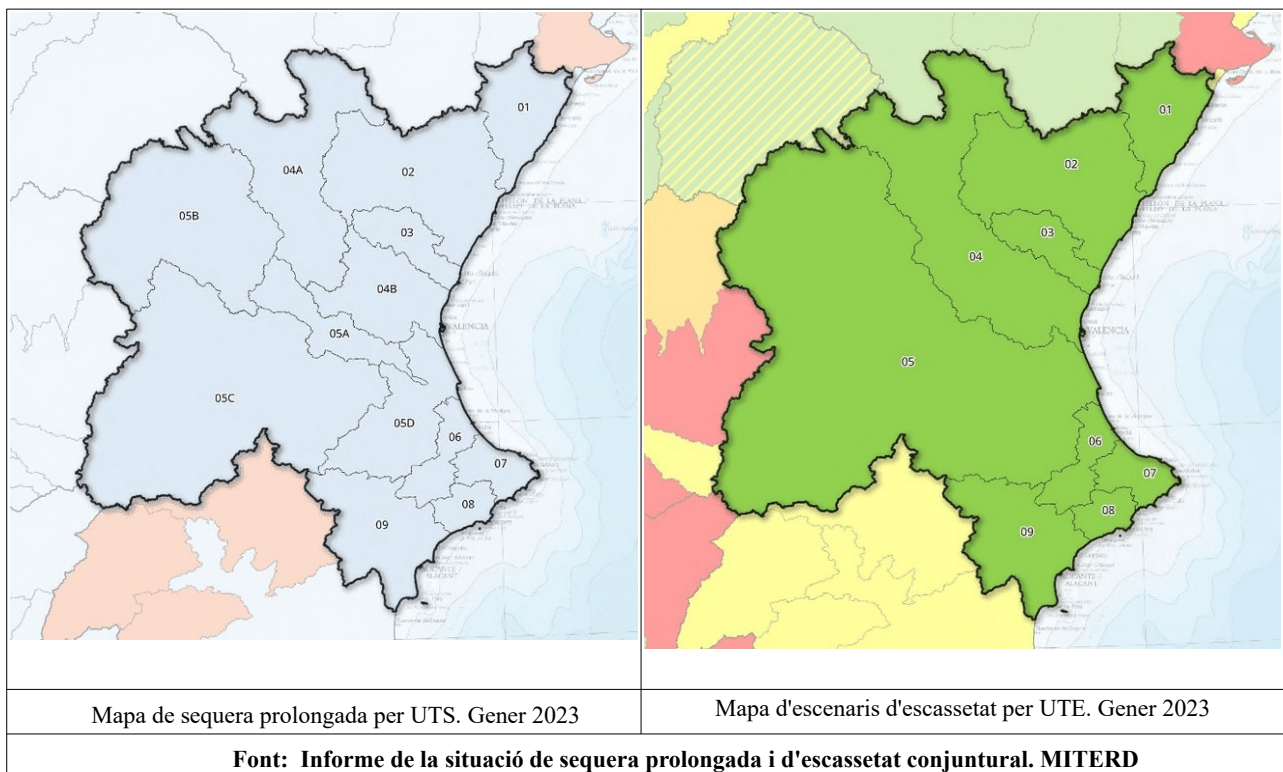 01
02
04A
05B
03
04B
05A
VALENCIA
05C
05D
06
07
08
09
ALACANT
01
02
03
04
VALENCIA
05
06
07
08
09
ALACANT
Mapa de sequera prolongada per UTS. Gener 2023
Mapa d'escenaris d'escassetat per UTE. Gener 2023
Font: Informe de la situació de sequera prolongada i d'escassetat conjuntural. MITERD